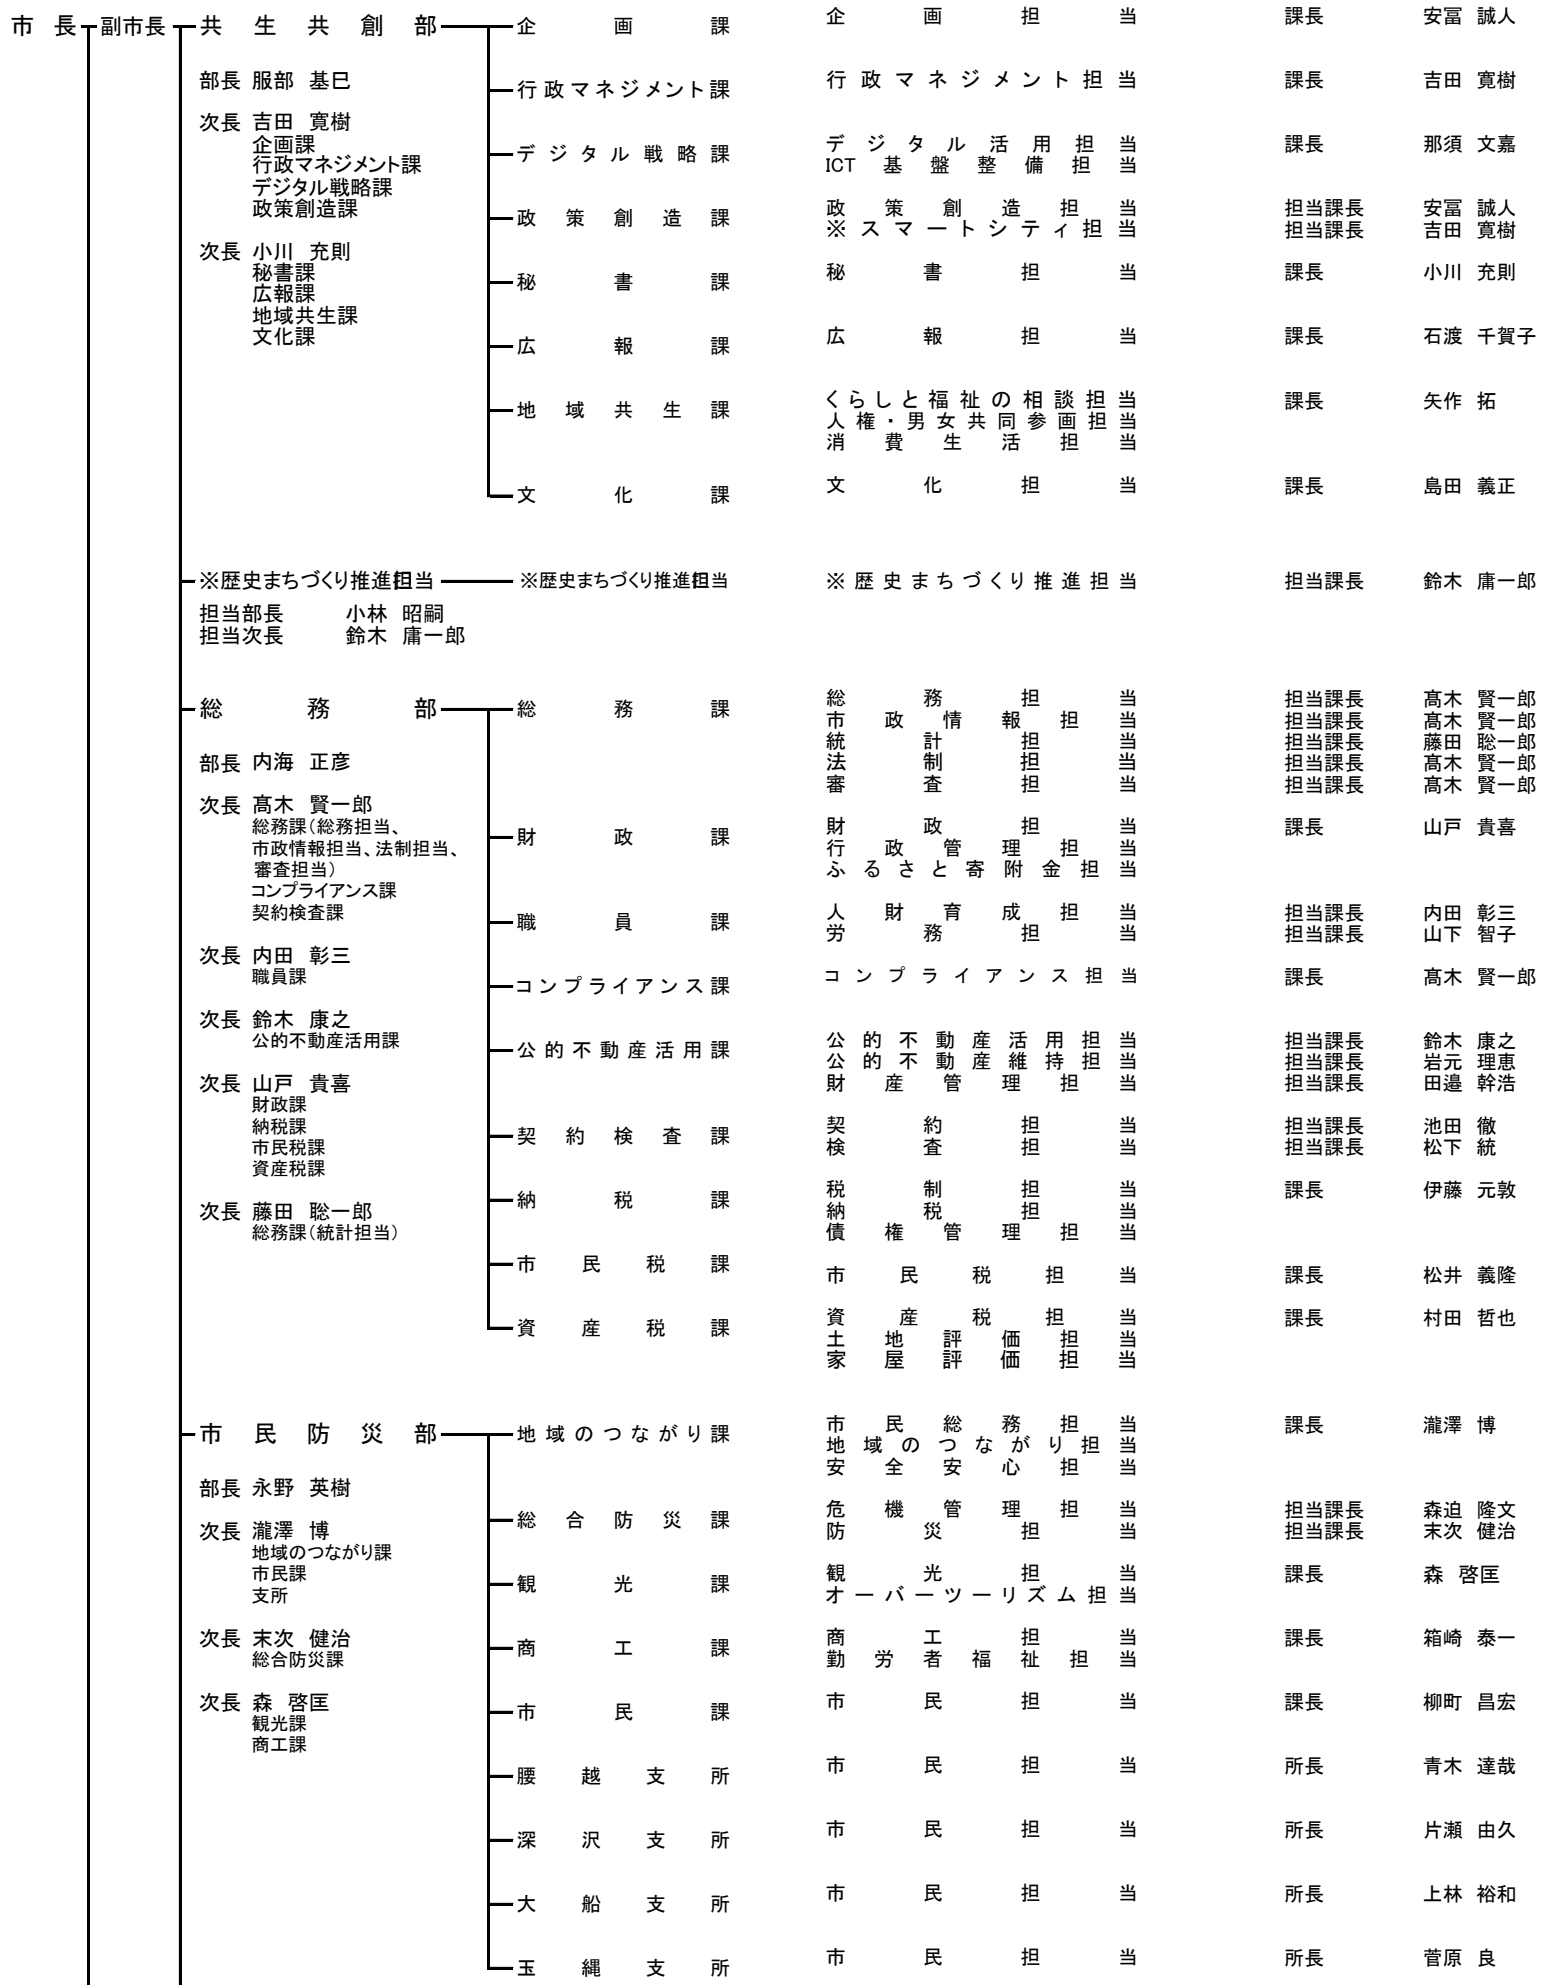 市長 副市長 共生共創部 企画課 企画担当 課長 安冨 誠人
部長 服部 基巳 行政マネジメント課 行政マネジメント担当 課長 吉田 寛樹
次長 吉田 寛樹
企画課
行政マネジメント課
デジタル戦略課
政策創造課
デジタル戦略課 デジタル活用担当 課長 那須 文嘉
ICT基盤整備担当
政策創造課 政策創造担当 担当課長 安冨 誠人
※スマートシティ担当 担当課長 吉田 寛樹
次長 小川 充則
秘書課
広報課
地域共生課
文化課
秘書課 秘書担当 課長 小川 充則
広報課 広報担当 課長 石渡 千賀子
地域共生課 くらしと福祉の相談担当 課長 矢作 拓
人権・男女共同参画担当
消費生活担当
文化課 文化担当 課長 島田 義正
※歴史まちづくり推進担当 ※歴史まちづくり推進担当 ※歴史まちづくり推進担当 担当課長 鈴木 庸一郎
担当部長 小林 昭嗣
担当次長 鈴木 庸一郎
総務部 総務課 総務担当 担当課長 髙木 賢一郎
市政情報担当 担当課長 髙木 賢一郎
統計担当 担当課長 藤田 聡一郎
法制担当 担当課長 髙木 賢一郎
審査担当 担当課長 髙木 賢一郎
部長 内海 正彦
次長 髙木 賢一郎
総務課（総務担当、
市政情報担当、法制担当、
審査担当）
コンプライアンス課
契約検査課
財政課 財政担当 課長 山戸 貴喜
行政管理担当
ふるさと寄附金担当
職員課 人財育成担当 担当課長 内田 彰三
労務担当 担当課長 山下 智子
次長 内田 彰三
職員課
コンプライアンス課 コンプライアンス担当 課長 髙木 賢一郎
次長 鈴木 康之
公的不動産活用課
公的不動産活用課 公的不動産活用担当 担当課長 鈴木 康之
公的不動産維持担当 担当課長 岩元 理恵
財産管理担当 担当課長 田邉 幹浩
次長 山戸 貴喜
財政課
納税課
市民税課
資産税課
契約検査課 契約担当 担当課長 池田 徹
検査担当 担当課長 松下 統
納税課 税制担当 課長 伊藤 元敦
納税担当
債権管理担当
次長 藤田 聡一郎
総務課（統計担当）
市民税課 市民税担当 課長 松井 義隆
資産税課 資産税担当 課長 村田 哲也
土地評価担当
家屋評価担当
市民防災部 地域のつながり課 市民総務担当 課長 瀧澤 博
地域のつながり担当
安全安心担当
部長 永野 英樹
次長 瀧澤 博
地域のつながり課
市民課
支所
総合防災課 危機管理担当 担当課長 森迫 隆文
防災担当 担当課長 末次 健治
観光課 観光担当 課長 森 啓匡
オーバーツーリズム担当
次長 末次 健治
総合防災課
商工課 商工担当 課長 箱崎 泰一
勤労者福祉担当
次長 森 啓匡
観光課
商工課
市民課 市民担当 課長 柳町 昌宏
腰越支所 市民担当 所長 青木 達哉
深沢支所 市民担当 所長 片瀬 由久
大船支所 市民担当 所長 上林 裕和
玉縄支所 市民担当 所長 菅原 良